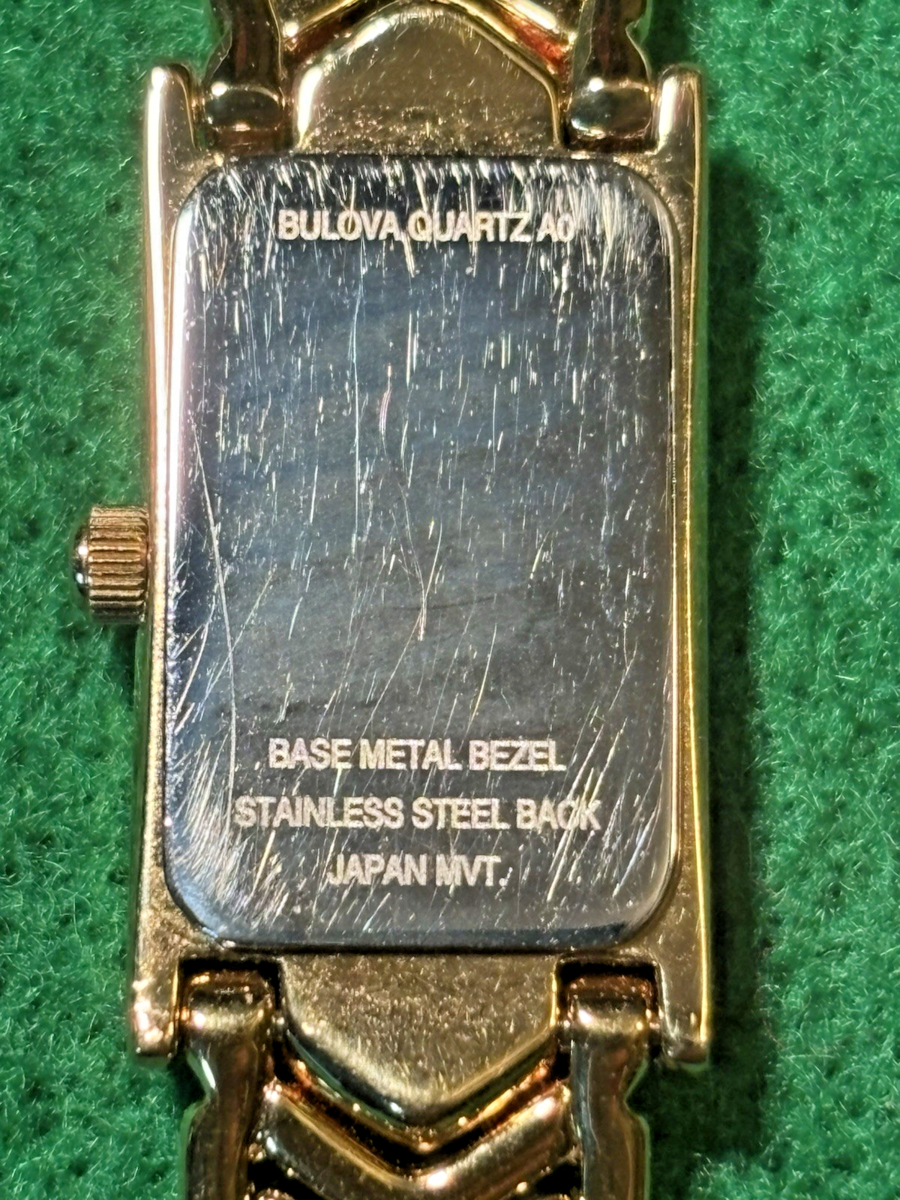 BULOVA QUARTZ A0
BASE METAL BEZEL
STAINLESS STEEL BACK
JAPAN MVT.